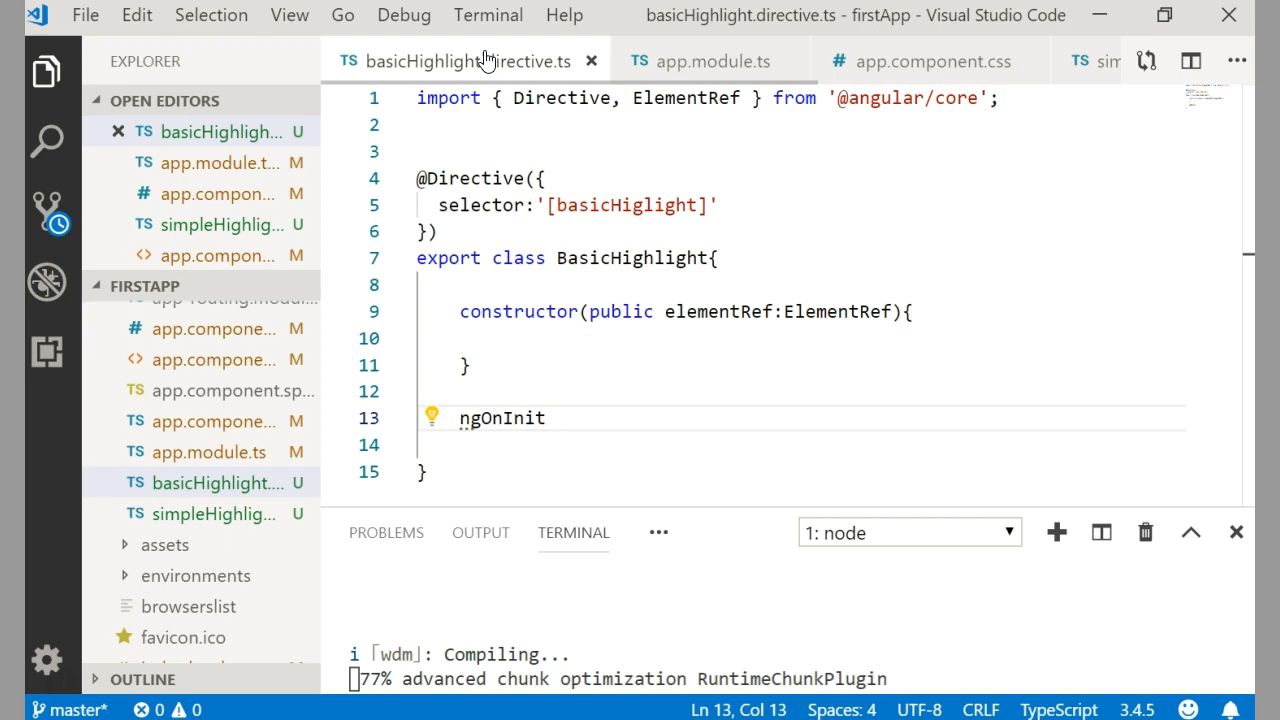 File Edit Selection View Go Debug Terminal Help basicHighlight.directive.ts - firstApp - Visual Studio Code
EXPLORER
TS basicHighlight.directive.ts
TS app.module.ts
# app.component.css
TS sim
OPEN EDITORS
TS basicHighligh... U
TS app.module.t... M
# app.compon... M
TS simpleHighlig... U
<> app.compon... M
FIRSTAPP
app-routing.modul...
# app.compone... M
<> app.compone... M
TS app.component.sp...
TS app.compone... M
TS app.module.ts M
TS basicHighlight.... U
TS simpleHighlig... U
assets
environments
browserslist
favicon.ico
OUTLINE
1 import { Directive, ElementRef } from '@angular/core';
2
3
4 @Directive({
5 selector:'[basicHiglight]'
6 })
7 export class BasicHighlight{
8
9 constructor(public elementRef:ElementRef){
10
11 }
12
13 ngOnInit
14
15 }
PROBLEMS OUTPUT TERMINAL ••• 1: node
i ｢wdm｣: Compiling...
77% advanced chunk optimization RuntimeChunkPlugin
master* 0 0 Ln 13, Col 13 Spaces: 4 UTF-8 CRLF TypeScript 3.4.5